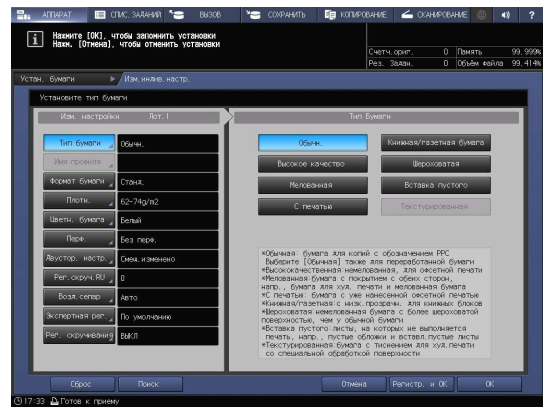 АППАРАТ
СПИС. ЗАДАНИЙ
ВЫЗОВ
СОХРАНИТЬ
КОПИРОВАНИЕ
СКАНИРОВАНИЕ
?
Нажмите [OK], чтобы запомнить установки
Нажм. [Отмена], чтобы отменить установки
Счетч.ориг. 0 Память 99.999%
Рез. Задан. 0 Объём файла 99.414%
Устан. бумаги
Изм.индив.настр.
Установите тип бумаги
Изм. настройки Лот.1
Тип бумаги Обычн.
Имя профиля
Формат бумаги Станд.
Плотн. 62-74g/m2
Цветн. бумага Белый
Перф. Без перф.
Двустор. настр. Смещ.изменено
Рег.скруч.RU 0
Возд.сепар Авто
Экспертная рег. По умолчанию
Рег. скручивания ВЫКЛ
Тип Бумаги
Обычн. Книжная/газетная бумага
Высокое качество Шероховатая
Мелованная Вставка пустого
С печатью Текстурированная
*Обычная: бумага для копий с обозначением PPC
Выберите [Обычная] также для переработанной бумаги
*Высококачественная немелованная, для офсетной печати
*Мелованная:бумага с покрытием с обеих сторон,
напр., бумага для худ. печати и мелованная бумага
*С печатью: бумага с уже нанесенной офсетной печатью
*Книжная/газетная с низк.прозрачн. для книжных блоков
*Шероховатая немелованная бумага с более шероховатой
поверхностью, чем у обычной бумаги
*Вставка пустого:листы, на которых не выполняется
печать, напр., пустые обложки и вставл.пустые листы
*Текстурированная бумага с тиснением для худ.печати
со специальной обработкой поверхности
Сброс
Поиск
Отмена
Регистр. и OK
OK
17:33 Готов к приему